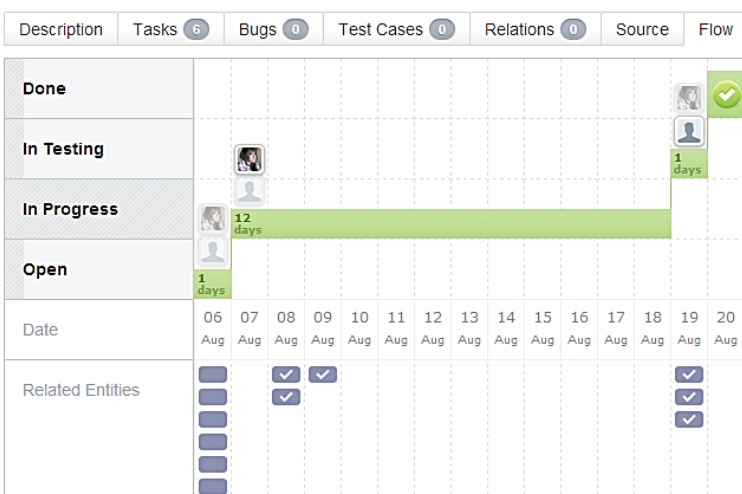 Description Tasks 6 Bugs 0 Test Cases 0 Relations 0 Source Flow
Done
In Testing
1
days
In Progress
12
days
Open
1
days
Date
06 07 08 09 10 11 12 13 14 15 16 17 18 19 20
Aug Aug Aug Aug Aug Aug Aug Aug Aug Aug Aug Aug Aug Aug Aug
Related Entities